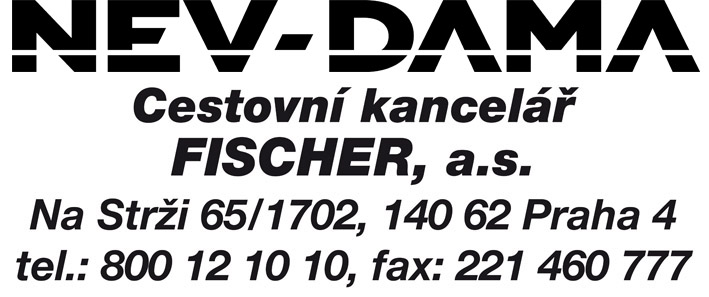 NEV-DAMA
Cestovní kancelář
FISCHER, a.s.
Na Strži 65/1702, 140 62 Praha 4
tel.: 800 12 10 10, fax: 221 460 777